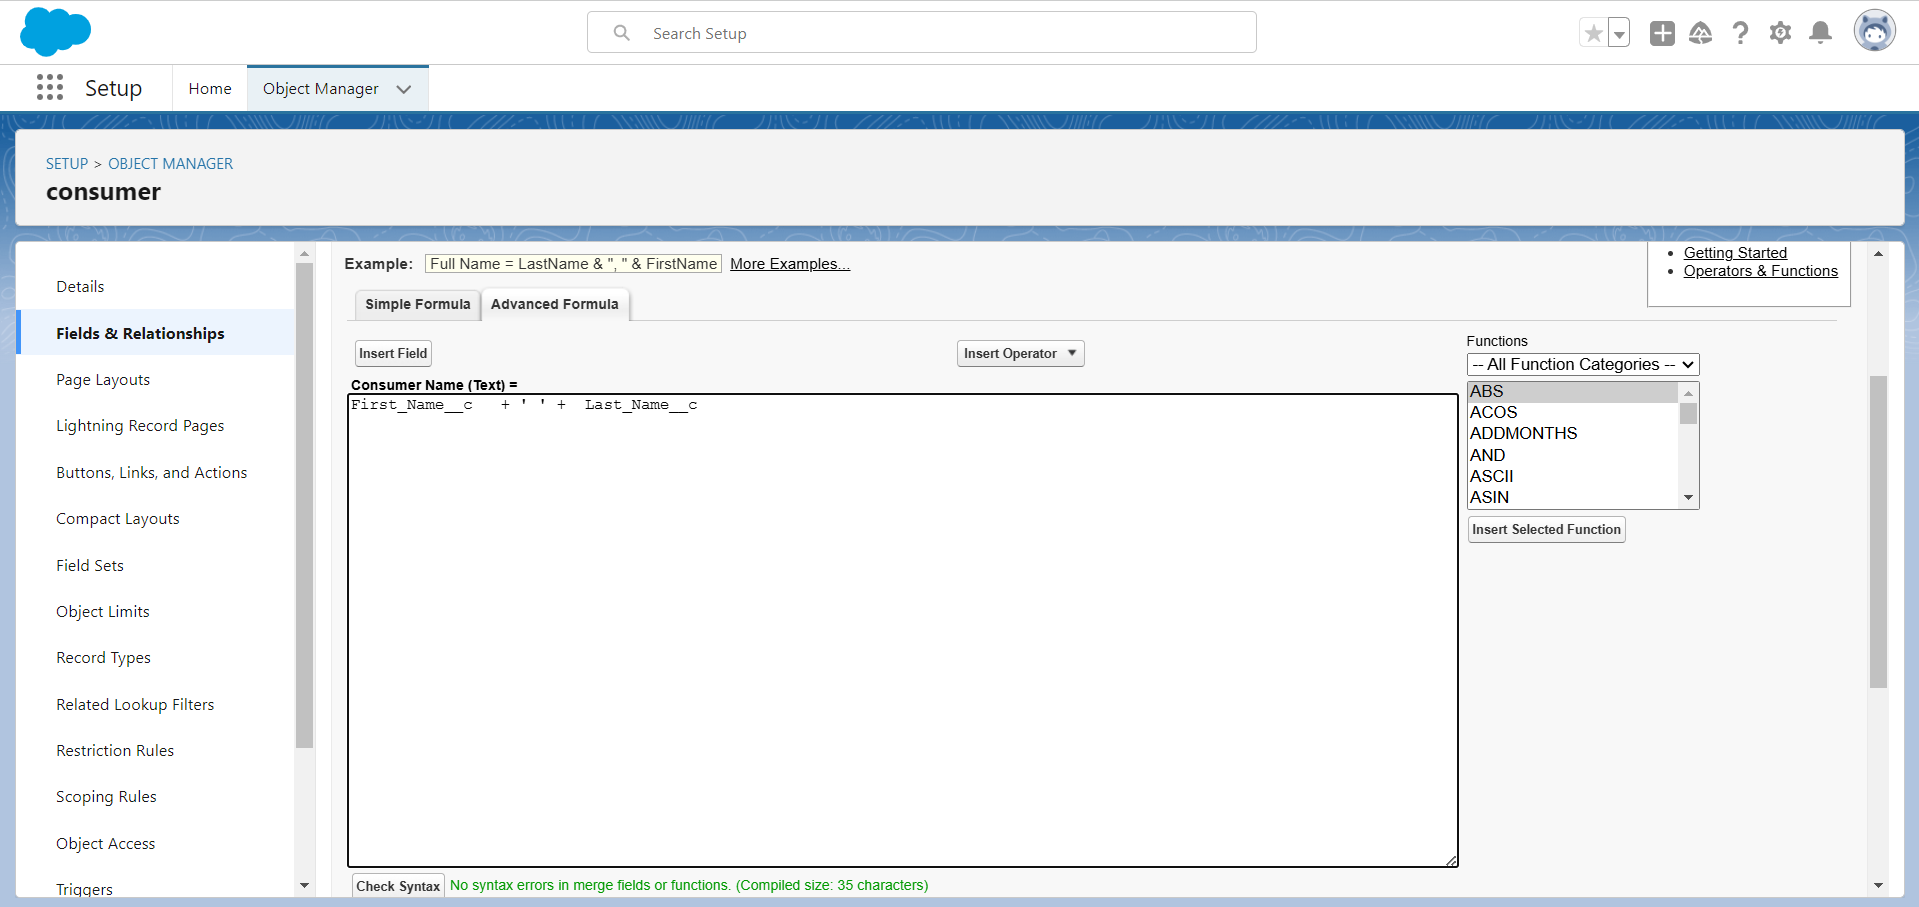 Search Setup
Setup
Home
Object Manager
SETUP > OBJECT MANAGER
consumer
Details
Fields & Relationships
Page Layouts
Lightning Record Pages
Buttons, Links, and Actions
Compact Layouts
Field Sets
Object Limits
Record Types
Related Lookup Filters
Restriction Rules
Scoping Rules
Object Access
Triggers
Example: Full Name = LastName & ", " & FirstName More Examples...
Getting Started
Operators & Functions
Simple Formula
Advanced Formula
Insert Field
Insert Operator
Consumer Name (Text) =
First_Name__c   + ' ' +  Last_Name__c
Functions
-- All Function Categories --
ABS
ACOS
ADDMONTHS
AND
ASCII
ASIN
Insert Selected Function
Check Syntax No syntax errors in merge fields or functions. (Compiled size: 35 characters)